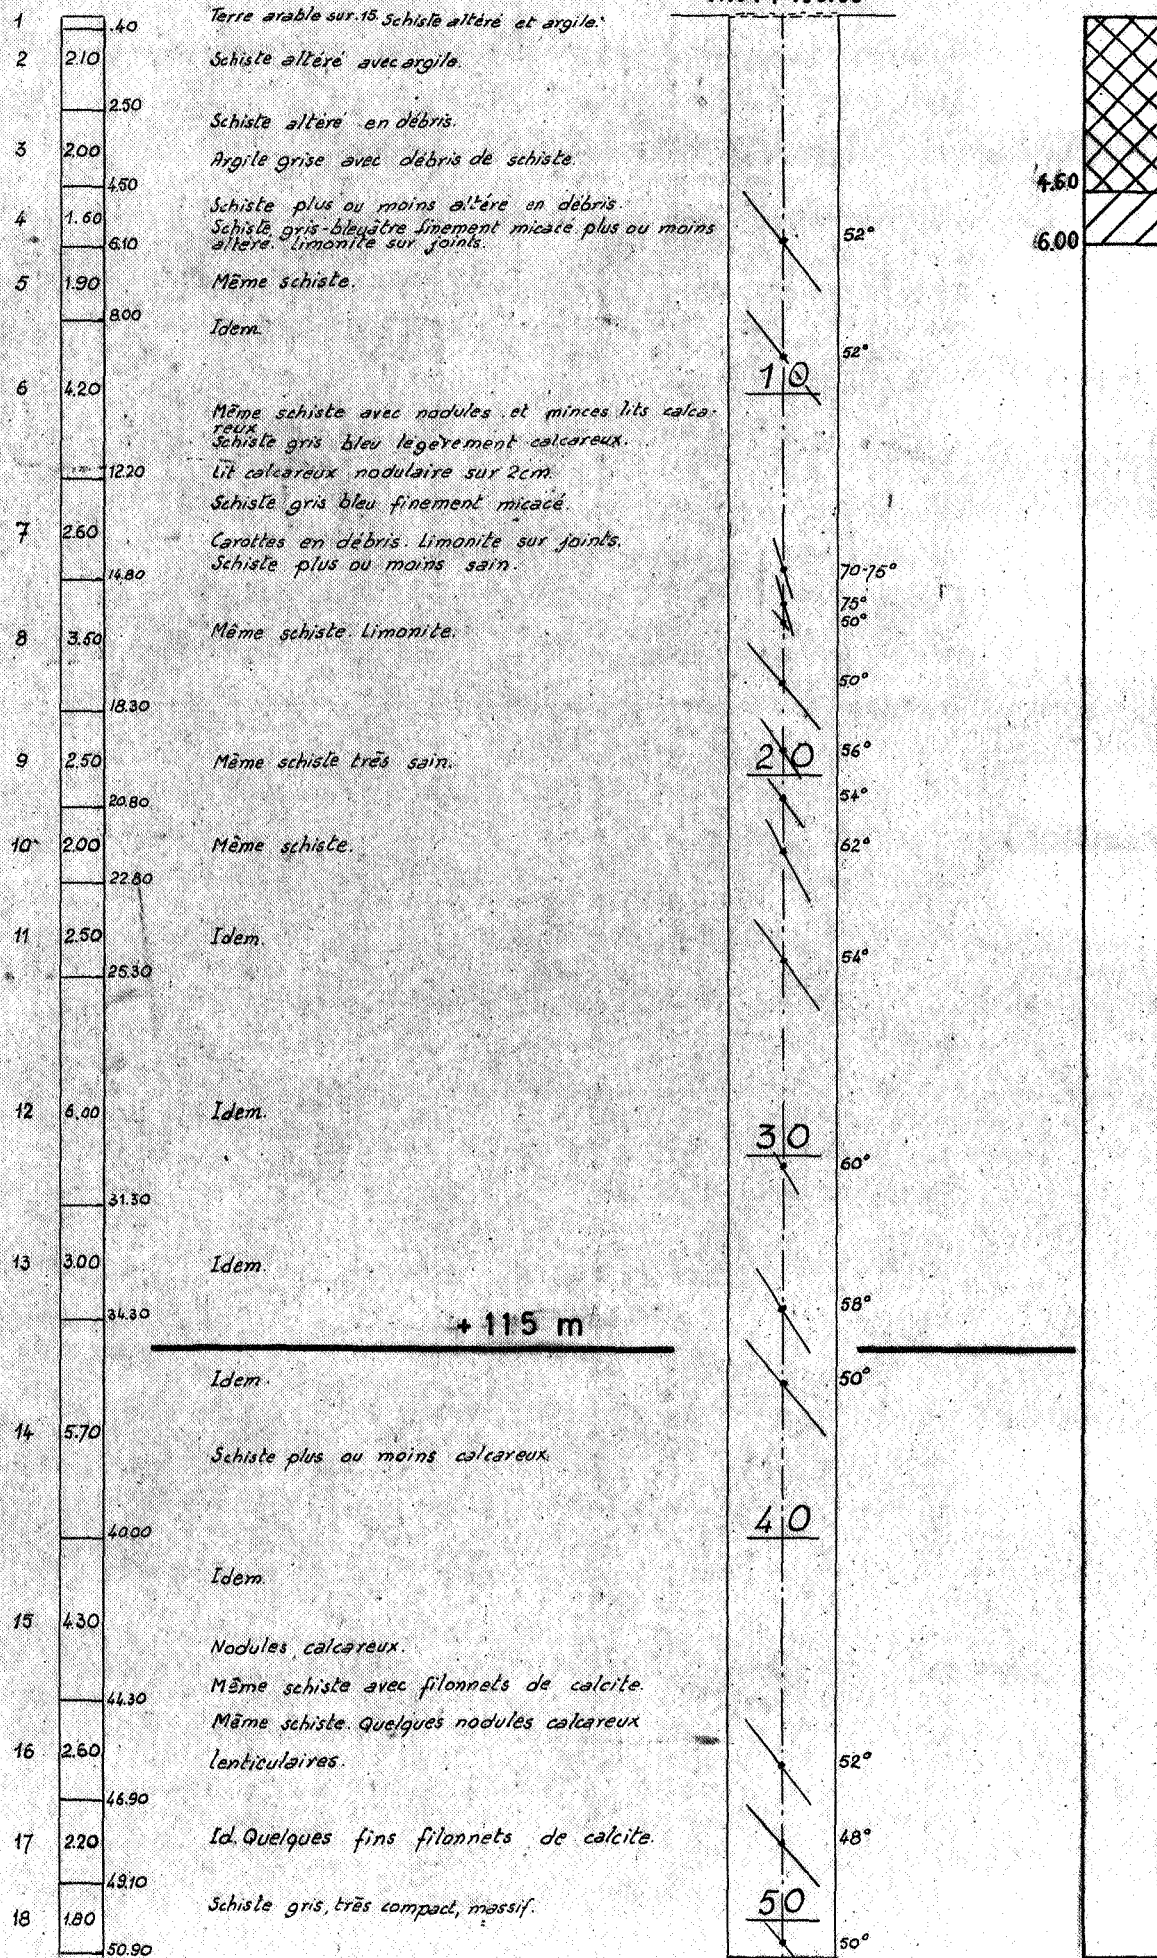 1 .40 Terre arable sur .15. Schiste altéré et argile.
2 2.10 Schiste altéré avec argile.
2.50
Schiste altéré en débris.
3 2.00 Argile grise avec débris de schiste.
4.50 4.60
Schiste plus ou moins altéré en débris.
4 1.60 Schiste gris-bleuâtre finement micacé plus ou moins 52°
6.10 altéré. Limonite sur joints. 6.00
5 1.90 Même schiste.
8.00
Idem. 52°
6 4.20 10
Même schiste avec nodules et minces lits calca-
reux
Schiste gris bleu legèrement calcareux.
12.20 Lit calcareux nodulaire sur 2cm.
Schiste gris bleu finement micacé.
7 2.60 Carottes en débris. Limonite sur joints.
14.80 Schiste plus ou moins sain. 70-75°
75°
60°
8 3.50 Même schiste. Limonite.
50°
18.30
9 2.50 Même schiste très sain. 20 56°
20.80 54°
10 2.00 Même schiste. 62°
22.80
11 2.50 Idem. 54°
25.30
12 6.00 Idem.
30 60°
31.30
13 3.00 Idem.
34.30 58°
+ 115 m
Idem. 50°
14 5.70
Schiste plus ou moins calcareux.
40.00 40
Idem.
15 4.30
Nodules calcareux.
Même schiste avec filonnets de calcite.
44.30
Même schiste. Quelques nodules calcareux
16 2.60 lenticulaires. 52°
46.90
17 2.20 Id. Quelques fins filonnets de calcite. 48°
49.10
18 1.80 Schiste gris, très compact, massif. 50
50.90 50°